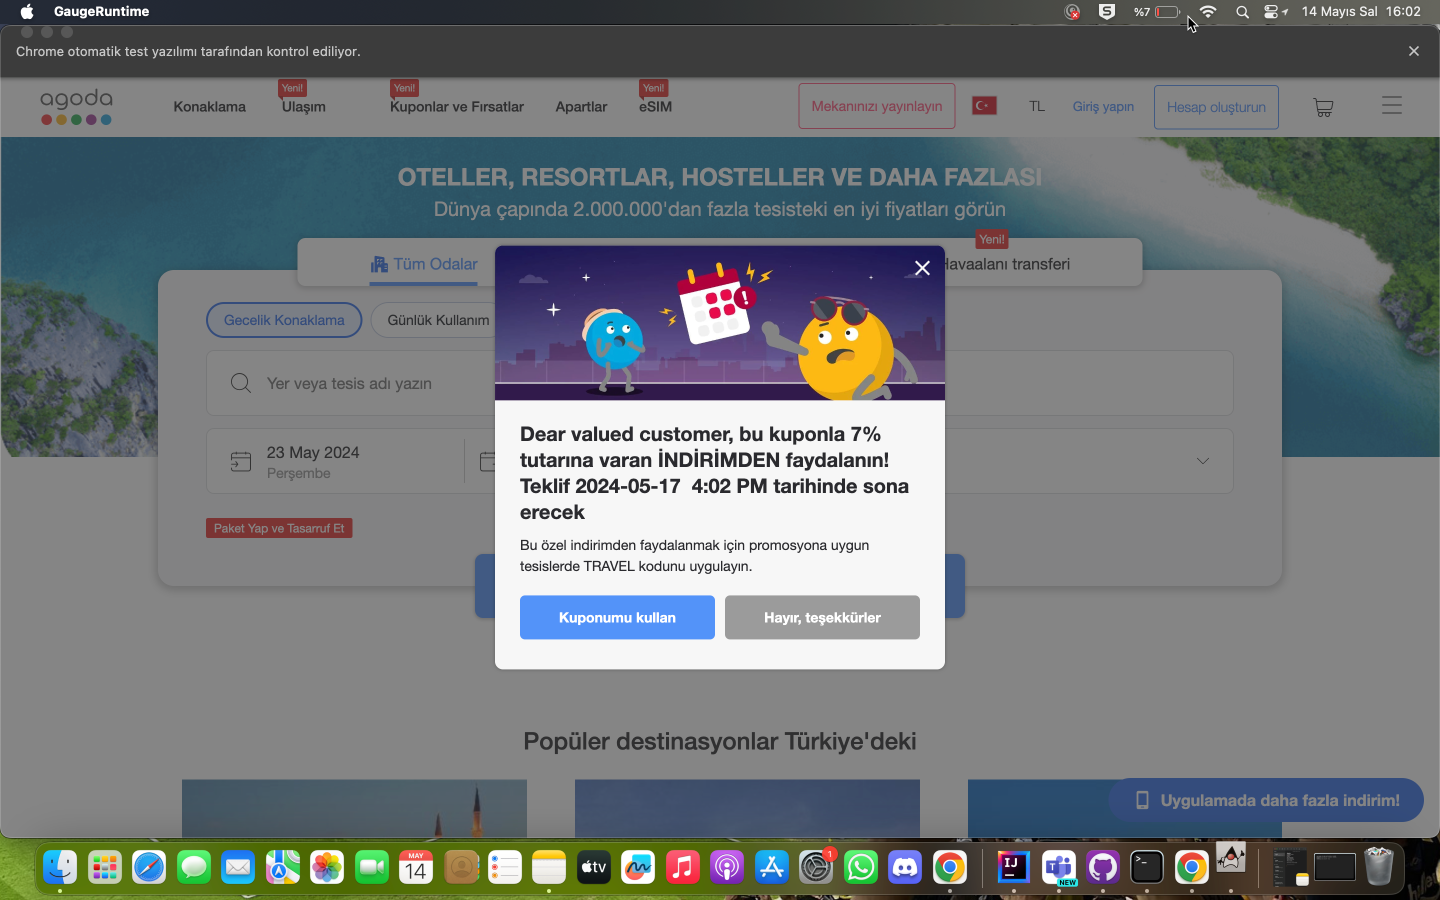 GaugeRuntime
%7
14 Mayıs Sal 16:02
Chrome otomatik test yazılımı tarafından kontrol ediliyor.
agoda
Konaklama
Yeni!
Ulaşım
Yeni!
Kuponlar ve Fırsatlar
Apartlar
Yeni!
eSIM
Mekanınızı yayınlayın
TL
Giriş yapın
Hesap oluşturun
OTELLER, RESORTLAR, HOSTELLER VE DAHA FAZLASI
Dünya çapında 2.000.000'dan fazla tesisteki en iyi fiyatları görün
Tüm Odalar
Yeni!
Havaalanı transferi
Gecelik Konaklama
Günlük Kullanım
Yer veya tesis adı yazın
23 May 2024
Perşembe
Paket Yap ve Tasarruf Et
Dear valued customer, bu kuponla 7%
tutarına varan İNDİRİMDEN faydalanın!
Teklif 2024-05-17 4:02 PM tarihinde sona
erecek
Bu özel indirimden faydalanmak için promosyona uygun
tesislerde TRAVEL kodunu uygulayın.
Kuponumu kullan
Hayır, teşekkürler
Popüler destinasyonlar Türkiye'deki
Uygulamada daha fazla indirim!
MAY
14
tv
1
IJ
NEW